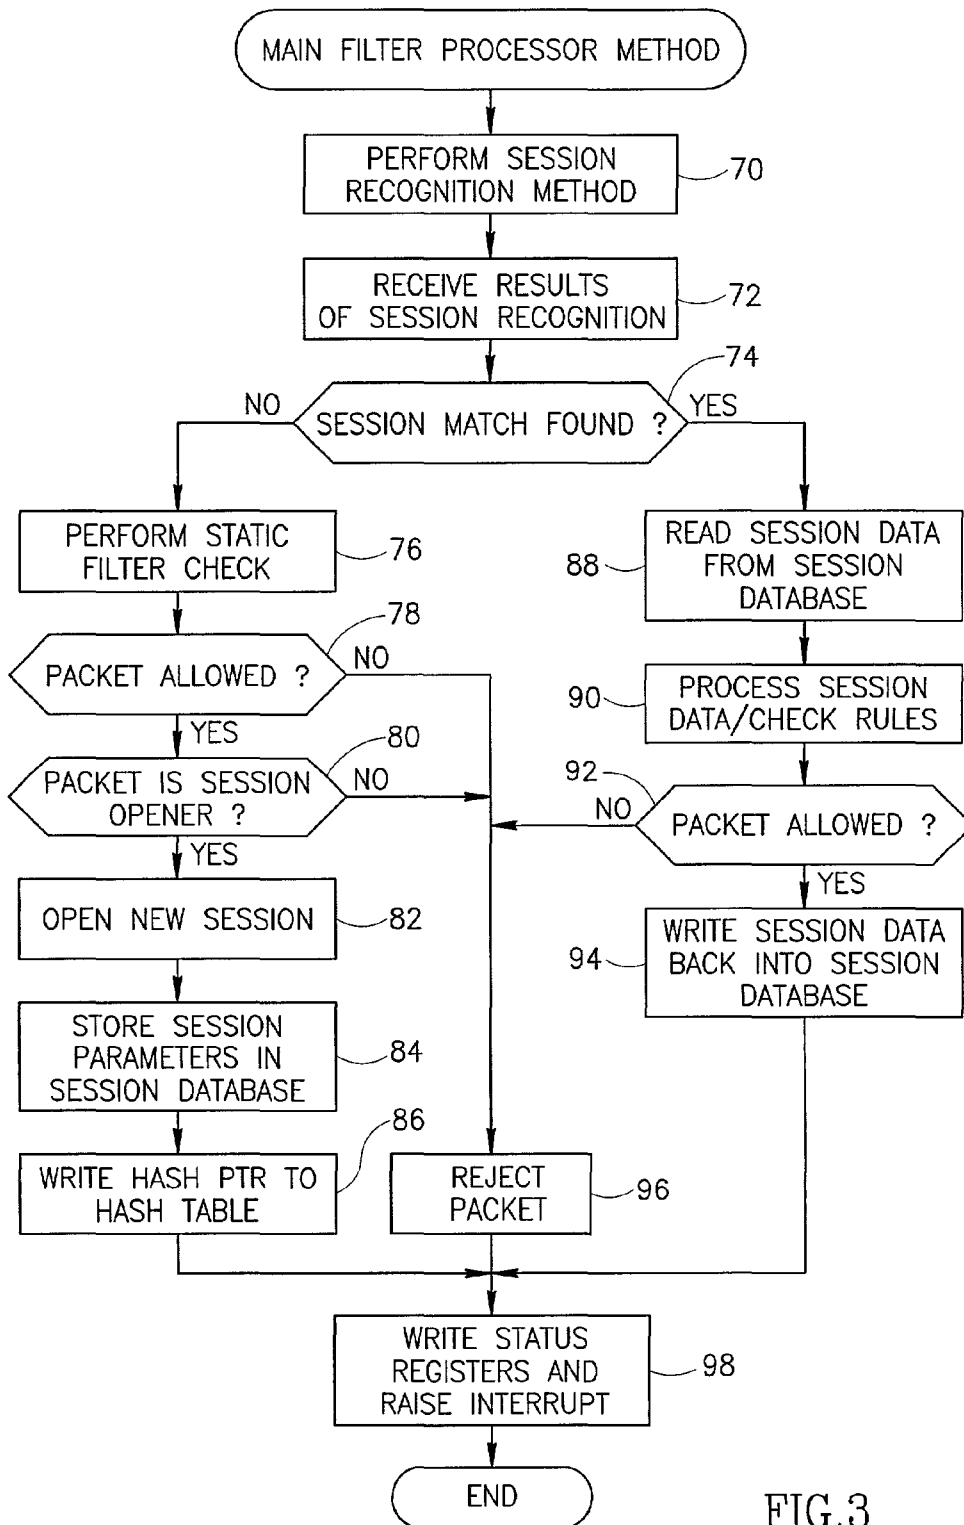 MAIN FILTER PROCESSOR METHOD
PERFORM SESSION
RECOGNITION METHOD
70
RECEIVE RESULTS
OF SESSION RECOGNITION
72
74
NO
SESSION MATCH FOUND ?
YES
PERFORM STATIC
FILTER CHECK
76
88
READ SESSION DATA
FROM SESSION
DATABASE
78
PACKET ALLOWED ?
NO
YES
90
PROCESS SESSION
DATA/CHECK RULES
80
PACKET IS SESSION
OPENER ?
NO
YES
92
NO
PACKET ALLOWED ?
YES
OPEN NEW SESSION
82
94
WRITE SESSION DATA
BACK INTO SESSION
DATABASE
STORE SESSION
PARAMETERS IN
SESSION DATABASE
84
86
WRITE HASH PTR TO
HASH TABLE
REJECT
PACKET
96
WRITE STATUS
REGISTERS AND
RAISE INTERRUPT
98
END
FIG.3